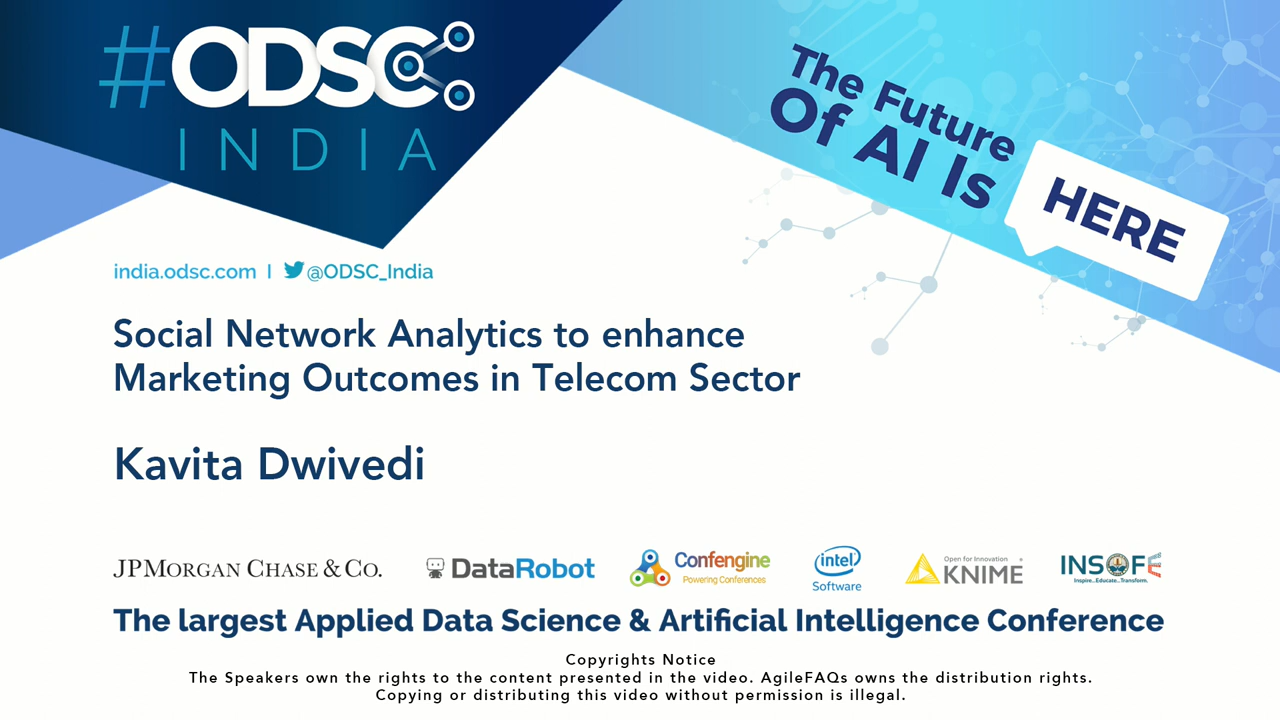 #ODSC
INDIA
The Future
Of AI Is
HERE
india.odsc.com | @ODSC_India
Social Network Analytics to enhance
Marketing Outcomes in Telecom Sector
Kavita Dwivedi
JPMORGAN CHASE & CO.
DataRobot
Confengine
Powering Conferences
intel
Software
Open for Innovation
KNIME
INSOFE
Inspire...Educate...Transform.
The largest Applied Data Science & Artificial Intelligence Conference
Copyrights Notice
The Speakers own the rights to the content presented in the video. AgileFAQs owns the distribution rights.
Copying or distributing this video without permission is illegal.